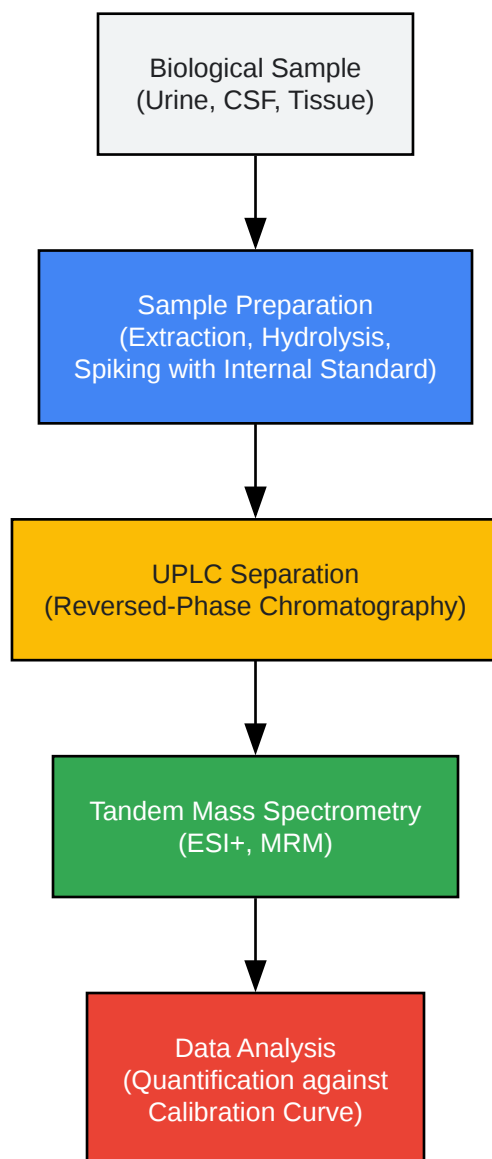 Biological Sample
(Urine, CSF, Tissue)
Sample Preparation
(Extraction, Hydrolysis,
Spiking with Internal Standard)
UPLC Separation
(Reversed-Phase Chromatography)
Tandem Mass Spectrometry
(ESI+, MRM)
Data Analysis
(Quantification against
Calibration Curve)